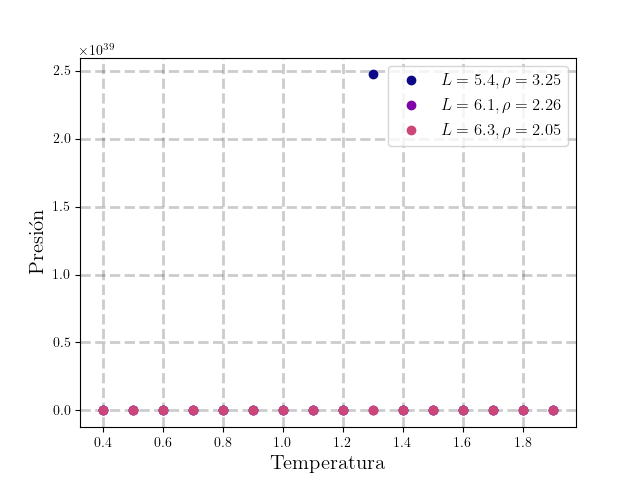 ×10³⁹
2.5
2.0
1.5
1.0
0.5
0.0
Presión
L = 5.4, ρ = 3.25
L = 6.1, ρ = 2.26
L = 6.3, ρ = 2.05
0.4 0.6 0.8 1.0 1.2 1.4 1.6 1.8
Temperatura